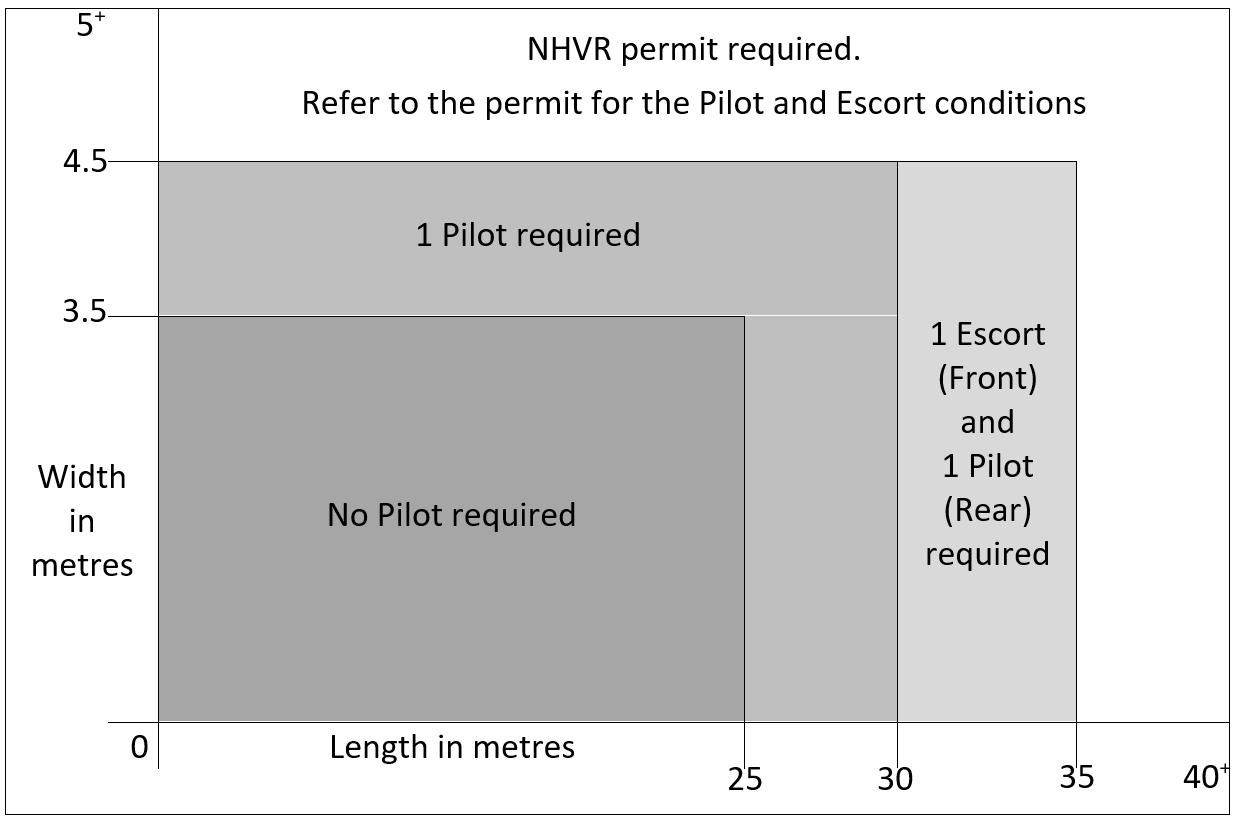 5+
NHVR permit required.
Refer to the permit for the Pilot and Escort conditions
4.5
1 Pilot required
3.5
1 Escort
(Front)
and
1 Pilot
(Rear)
required
Width
in
metres
No Pilot required
0
Length in metres
25
30
35
40+